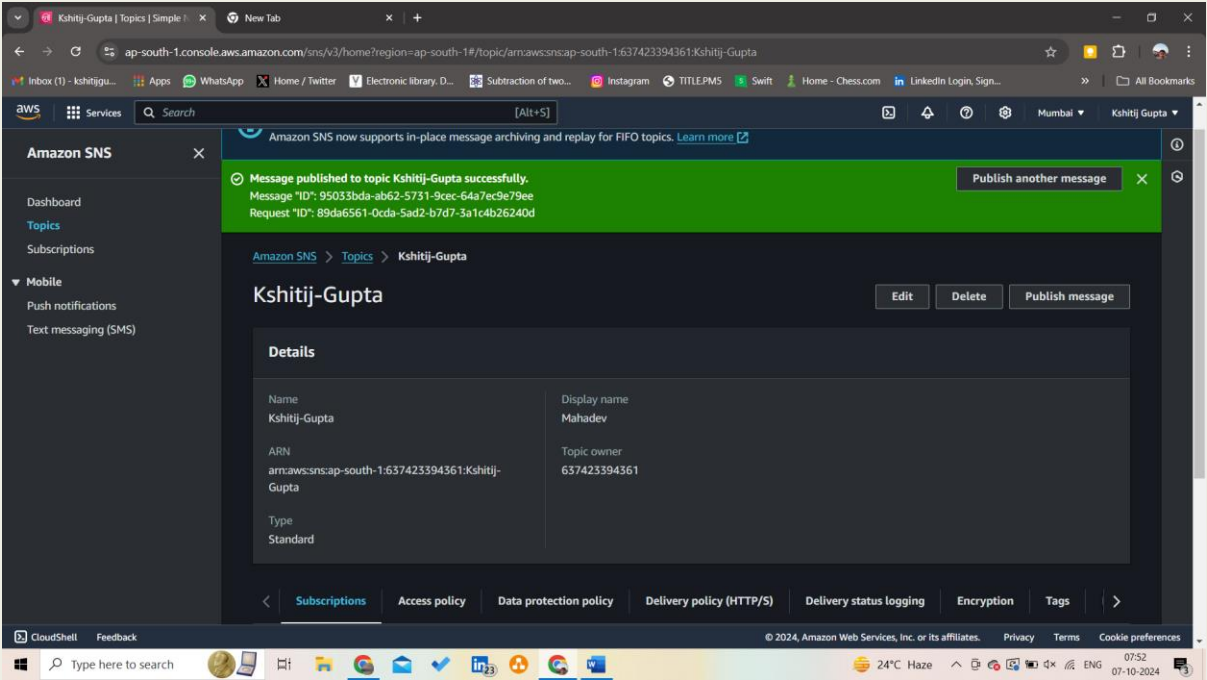 Kshitij-Gupta | Topics | Simple N
New Tab
ap-south-1.console.aws.amazon.com/sns/v3/home?region=ap-south-1#/topic/arn:aws:sns:ap-south-1:637423394361:Kshitij-Gupta
Inbox (1) - kshitijgu... Apps WhatsApp Home / Twitter Electronic library. D... Subtraction of two... Instagram TITLE.PM5 Swift Home - Chess.com LinkedIn Login, Sign... » All Bookmarks
aws Services Search [Alt+S] Mumbai Kshitij Gupta
Amazon SNS now supports in-place message archiving and replay for FIFO topics. Learn more
Amazon SNS
Dashboard
Topics
Subscriptions
Mobile
Push notifications
Text messaging (SMS)
Message published to topic Kshitij-Gupta successfully.
Message "ID": 95033bda-ab62-5731-9cec-64a7ec9e79ee
Request "ID": 89da6561-0cda-5ad2-b7d7-3a1c4b26240d
Publish another message
Amazon SNS > Topics > Kshitij-Gupta
Kshitij-Gupta
Edit Delete Publish message
Details
Name
Kshitij-Gupta
ARN
arn:aws:sns:ap-south-1:637423394361:Kshitij-
Gupta
Type
Standard
Display name
Mahadev
Topic owner
637423394361
Subscriptions Access policy Data protection policy Delivery policy (HTTP/S) Delivery status logging Encryption Tags
CloudShell Feedback © 2024, Amazon Web Services, Inc. or its affiliates. Privacy Terms Cookie preferences
Type here to search 23 24°C Haze ENG 07:52
07-10-2024 3